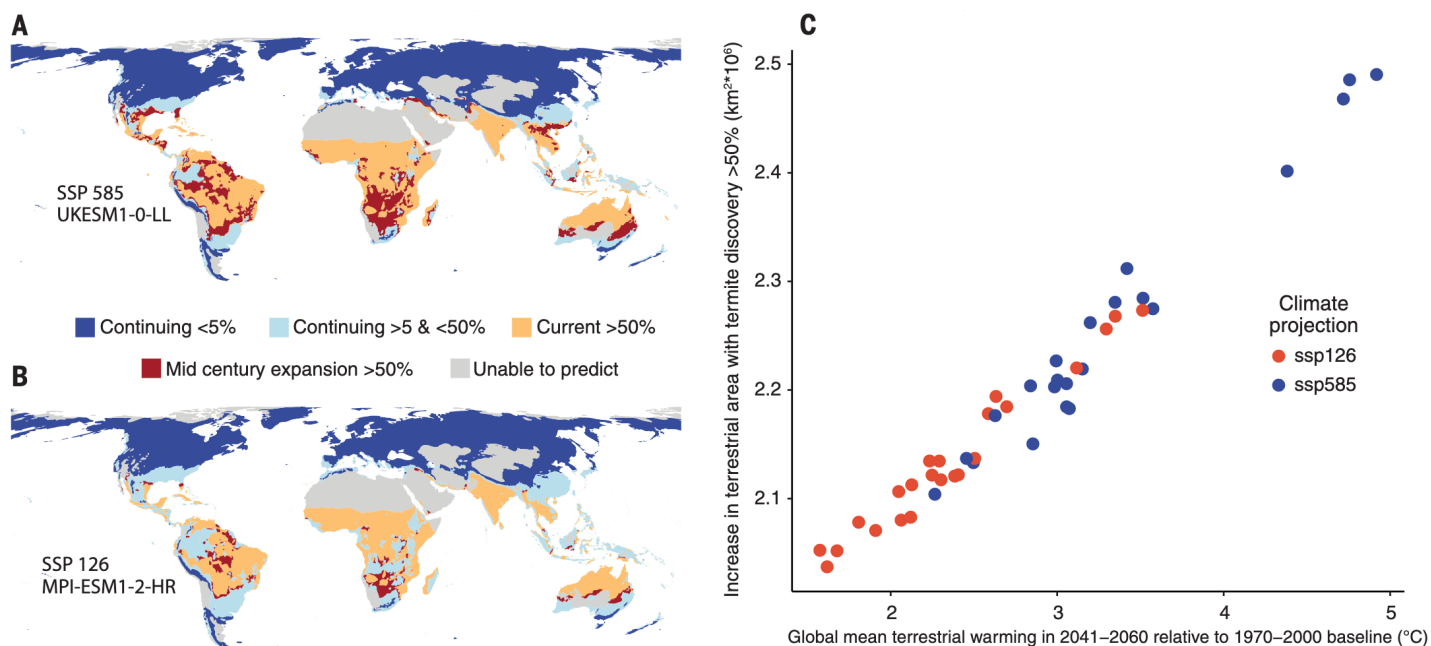 A
SSP 585
UKESM1-0-LL
Continuing <5%
Continuing >5 & <50%
Current >50%
Mid century expansion >50%
Unable to predict
B
SSP 126
MPI-ESM1-2-HR
C
Increase in terrestrial area with termite discovery >50% (km²*10⁶)
2.5
2.4
2.3
2.2
2.1
2
3
4
5
Global mean terrestrial warming in 2041–2060 relative to 1970–2000 baseline (°C)
Climate
projection
ssp126
ssp585